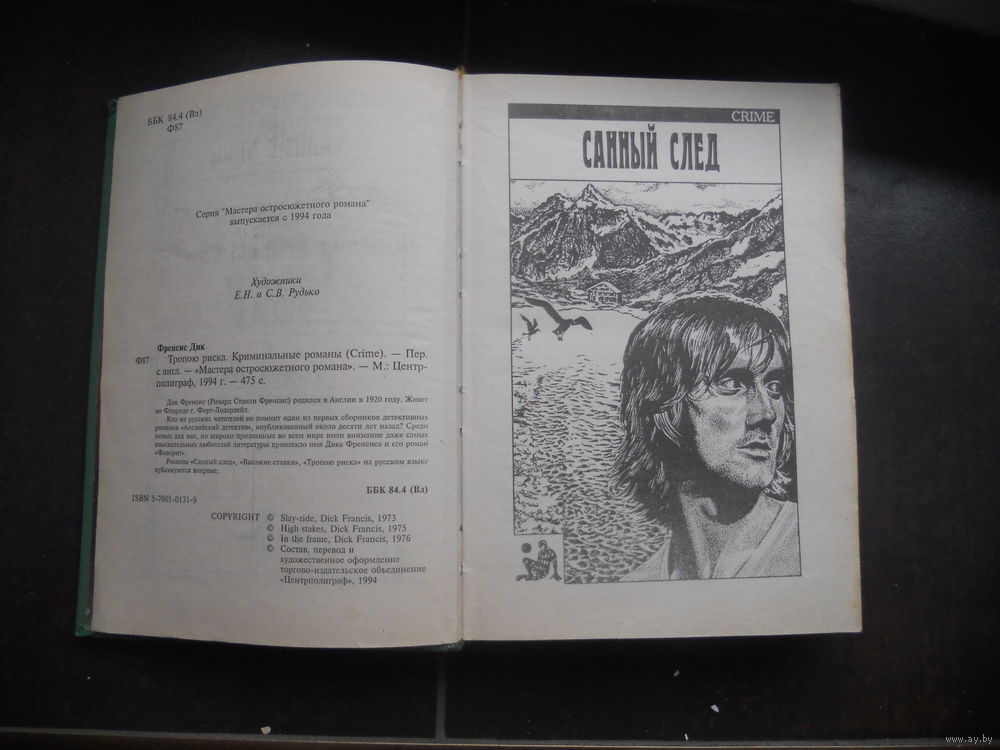 ББК 84.4 (Вл)
Ф87
Серия "Мастера остросюжетного романа"
выпускается с 1994 года
Художники
Е.Н. и С.В. Рудько
Френсис Дик
Ф87 Тропою риска. Криминальные романы (Crime). — Пер.
с англ. — «Мастера остросюжетного романа». — М.: Центр-
полиграф, 1994 г. — 475 с.
Дик Френсис (Ричард Стэнли Френсис) родился в Англии в 1920 году. Живет
во Флориде г. Форт-Лодердейл.
Кто из русских читателей не помнит один из первых сборников детективных
романов «Английский детектив», опубликованный около десяти лет назад? Среди
новых для нас, но широко признанных во всем мире имен внимание даже самых
взыскательных любителей литературы привлекло имя Дика Френсиса и его роман
«Фаворит».
Романы «Санный след», «Высокие ставки», «Тропою риска» на русском языке
публикуются впервые.
ББК 84.4 (Вл)
ISBN 5-7001-0131-9
COPYRIGHT © Slay-ride, Dick Francis, 1973
© High stakes, Dick Francis, 1975
© In the frame, Dick Francis, 1976
© Состав, перевод и
художественное оформление
торгово-издательское объединение
«Центрполиграф», 1994
CRIME
САННЫЙ СЛЕД
www.ay.by